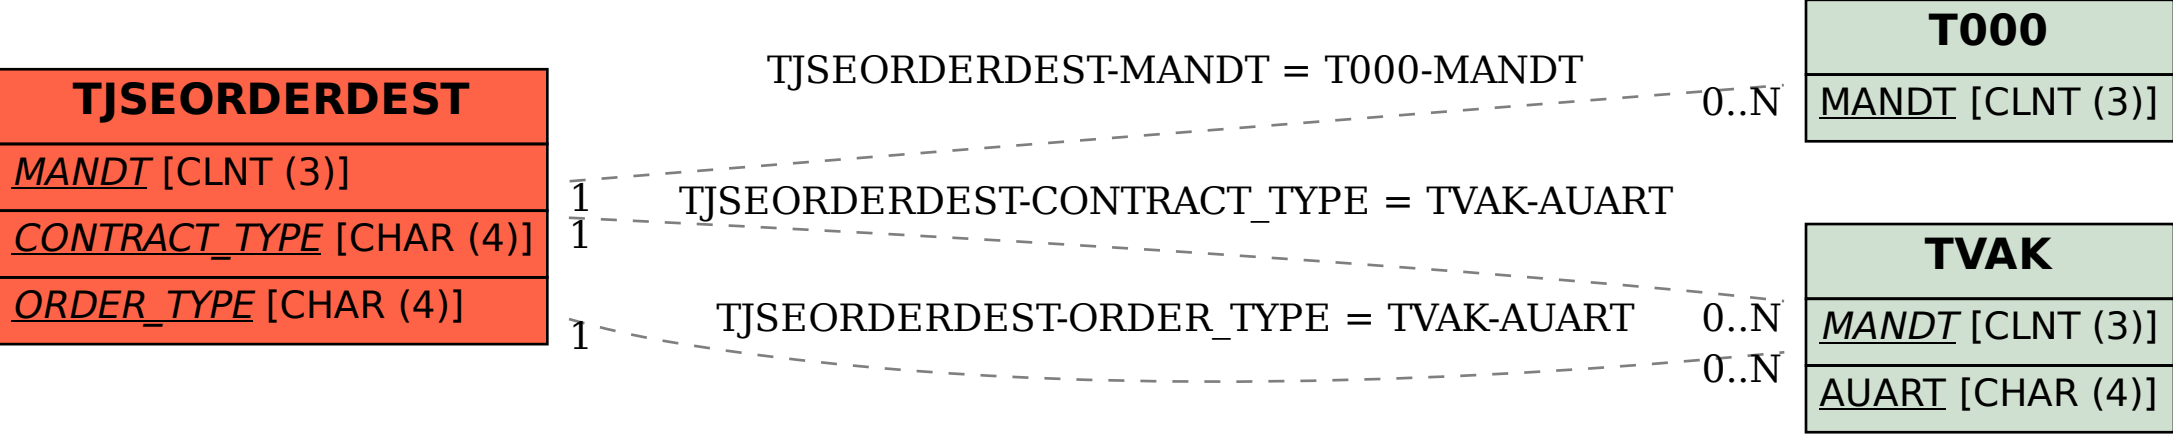 TJSEORDERDEST
MANDT [CLNT (3)]
CONTRACT_TYPE [CHAR (4)]
ORDER_TYPE [CHAR (4)]
TJSEORDERDEST-MANDT = T000-MANDT
1
0..N
TJSEORDERDEST-CONTRACT_TYPE = TVAK-AUART
1
0..N
TJSEORDERDEST-ORDER_TYPE = TVAK-AUART
1
0..N
T000
MANDT [CLNT (3)]
TVAK
MANDT [CLNT (3)]
AUART [CHAR (4)]